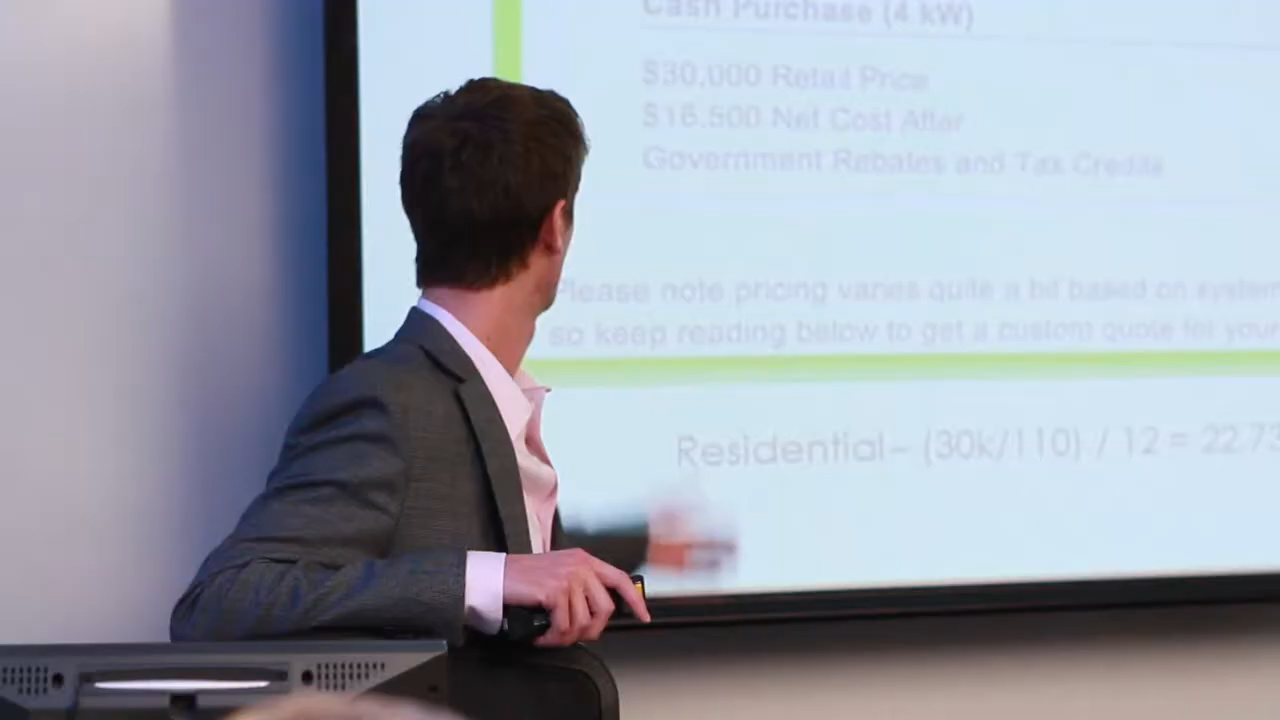 Cash Purchase (4 kW)
$30,000 Retail Price
$16,500 Net Cost After
Government Rebates and Tax Credits
Please note pricing varies quite a bit based on system
so keep reading below to get a custom quote for your
Residential – (30k/110) / 12 = 22.73